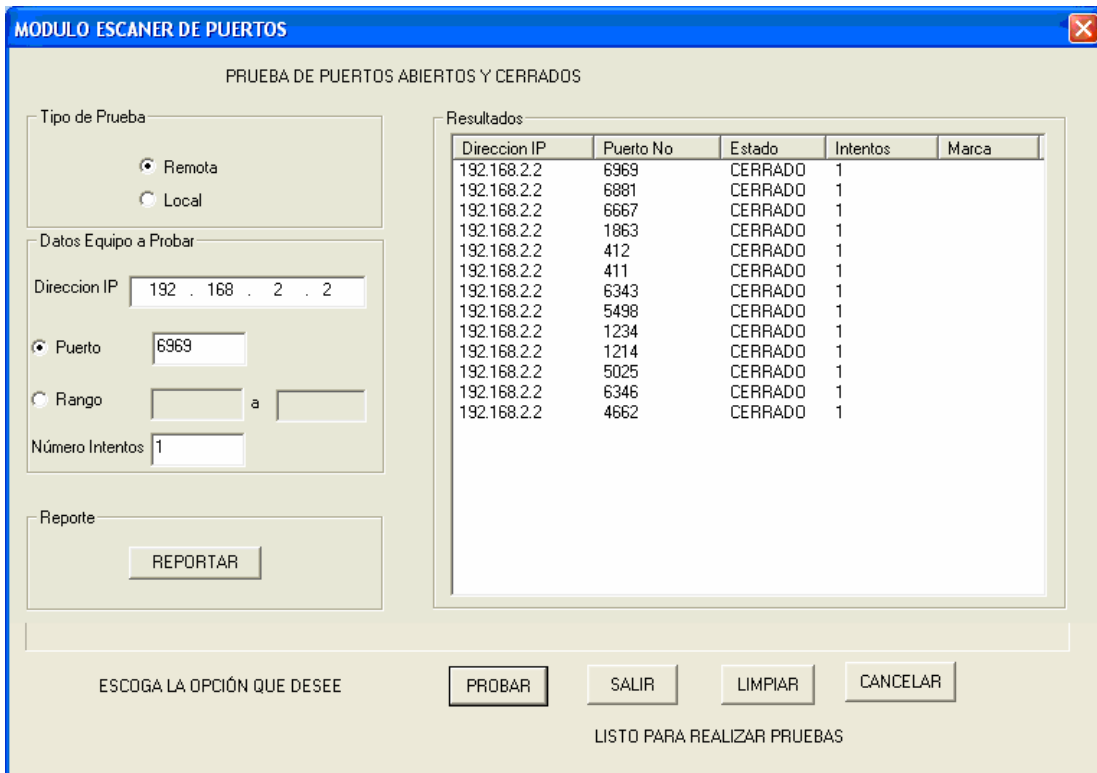 MODULO ESCANER DE PUERTOS
PRUEBA DE PUERTOS ABIERTOS Y CERRADOS
Tipo de Prueba
Remota
Local
Datos Equipo a Probar
Direccion IP 192 . 168 . 2 . 2
Puerto 6969
Rango a
Número Intentos 1
Reporte
REPORTAR
Resultados
Direccion IP Puerto No Estado Intentos Marca
192.168.2.2 6969 CERRADO 1
192.168.2.2 6881 CERRADO 1
192.168.2.2 6667 CERRADO 1
192.168.2.2 1863 CERRADO 1
192.168.2.2 412 CERRADO 1
192.168.2.2 411 CERRADO 1
192.168.2.2 6343 CERRADO 1
192.168.2.2 5498 CERRADO 1
192.168.2.2 1234 CERRADO 1
192.168.2.2 1214 CERRADO 1
192.168.2.2 5025 CERRADO 1
192.168.2.2 6346 CERRADO 1
192.168.2.2 4662 CERRADO 1
ESCOGA LA OPCIÓN QUE DESEE PROBAR SALIR LIMPIAR CANCELAR
LISTO PARA REALIZAR PRUEBAS